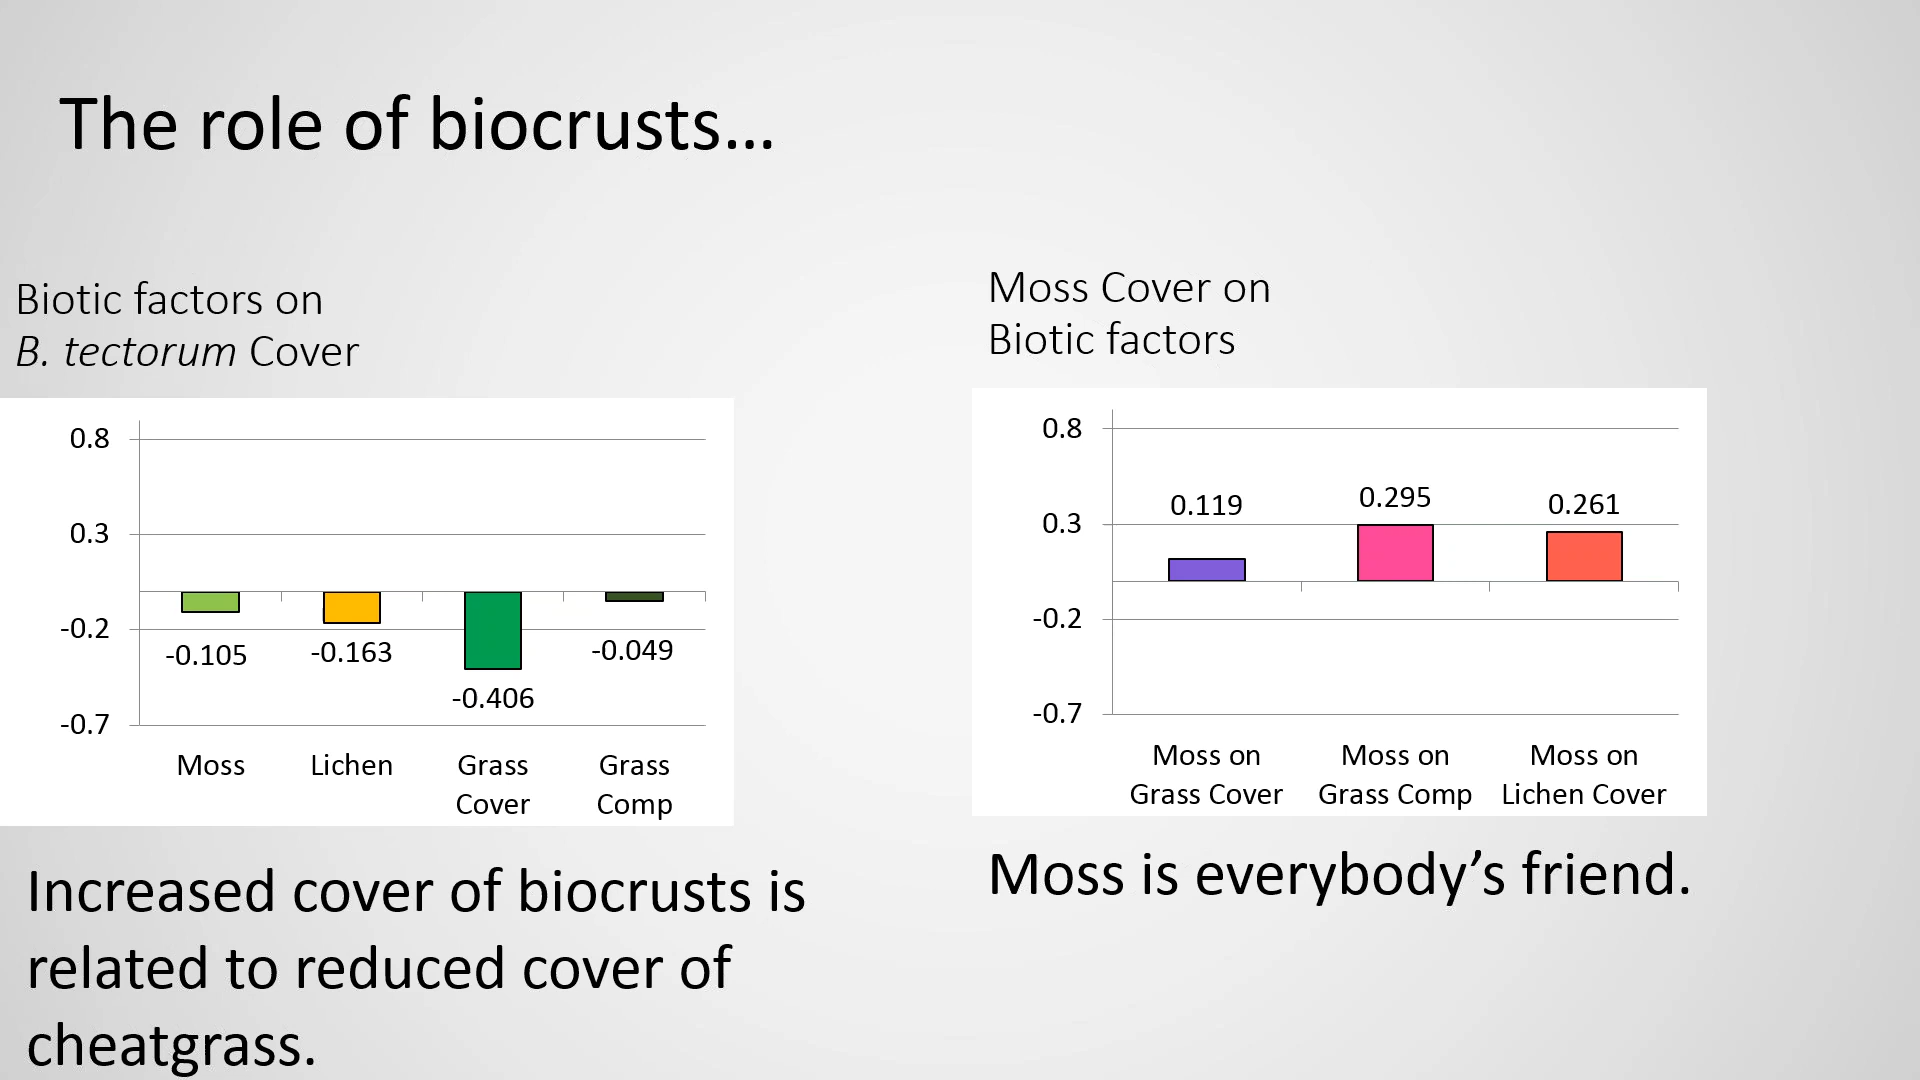 The role of biocrusts…
Biotic factors on
B. tectorum Cover
0.8
0.3
-0.2
-0.7
-0.105
-0.163
-0.406
-0.049
Moss
Lichen
Grass
Cover
Grass
Comp
Increased cover of biocrusts is
related to reduced cover of
cheatgrass.
Moss Cover on
Biotic factors
0.8
0.3
-0.2
-0.7
0.119
0.295
0.261
Moss on
Grass Cover
Moss on
Grass Comp
Moss on
Lichen Cover
Moss is everybody’s friend.